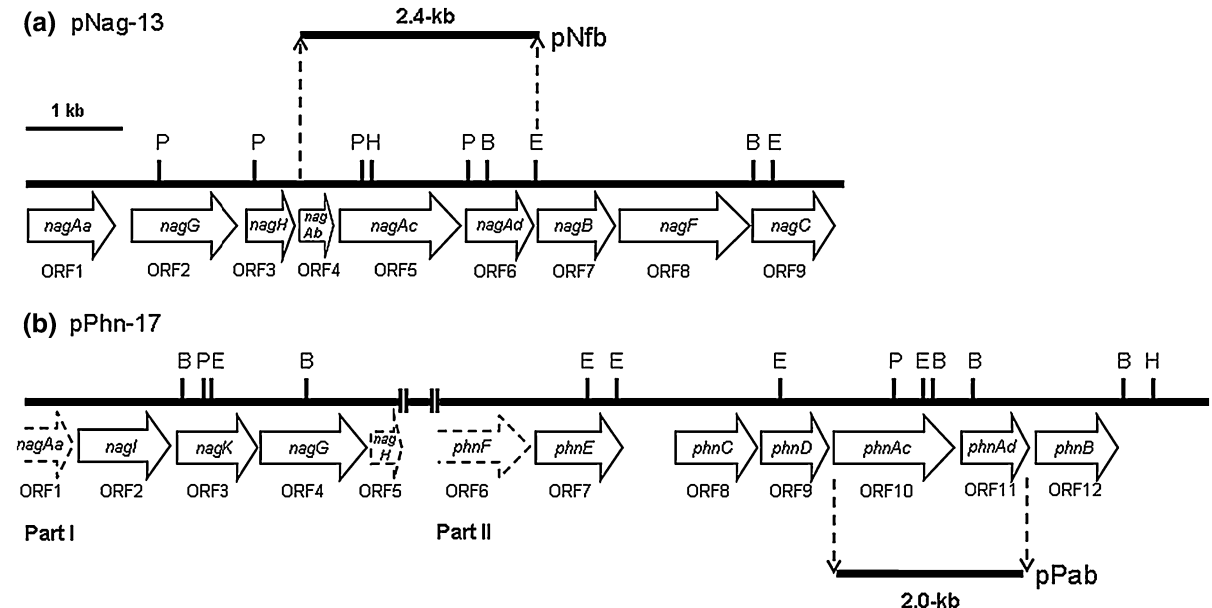 (a) pNag-13
2.4-kb
pNfb
1 kb
P P P H P B E B E
nagAa nagG nagH nag Ab nagAc nagAd nagB nagF nagC
ORF1 ORF2 ORF3 ORF4 ORF5 ORF6 ORF7 ORF8 ORF9
(b) pPhn-17
B P E B E E E P E B B B H
nagAa nagI nagK nagG nag H phnF phnE phnC phnD phnAc phnAd phnB
ORF1 ORF2 ORF3 ORF4 ORF5 ORF6 ORF7 ORF8 ORF9 ORF10 ORF11 ORF12
Part I Part II
pPab
2.0-kb